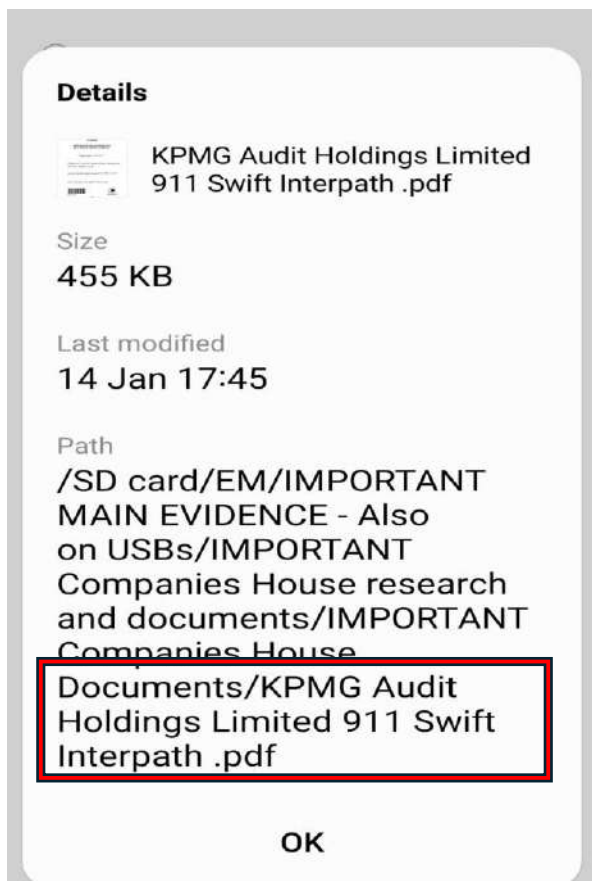 Details
KPMG Audit Holdings Limited
911 Swift Interpath .pdf
Size
455 KB
Last modified
14 Jan 17:45
Path
/SD card/EM/IMPORTANT
MAIN EVIDENCE - Also
on USBs/IMPORTANT
Companies House research
and documents/IMPORTANT
Companies House
Documents/KPMG Audit
Holdings Limited 911 Swift
Interpath .pdf
OK